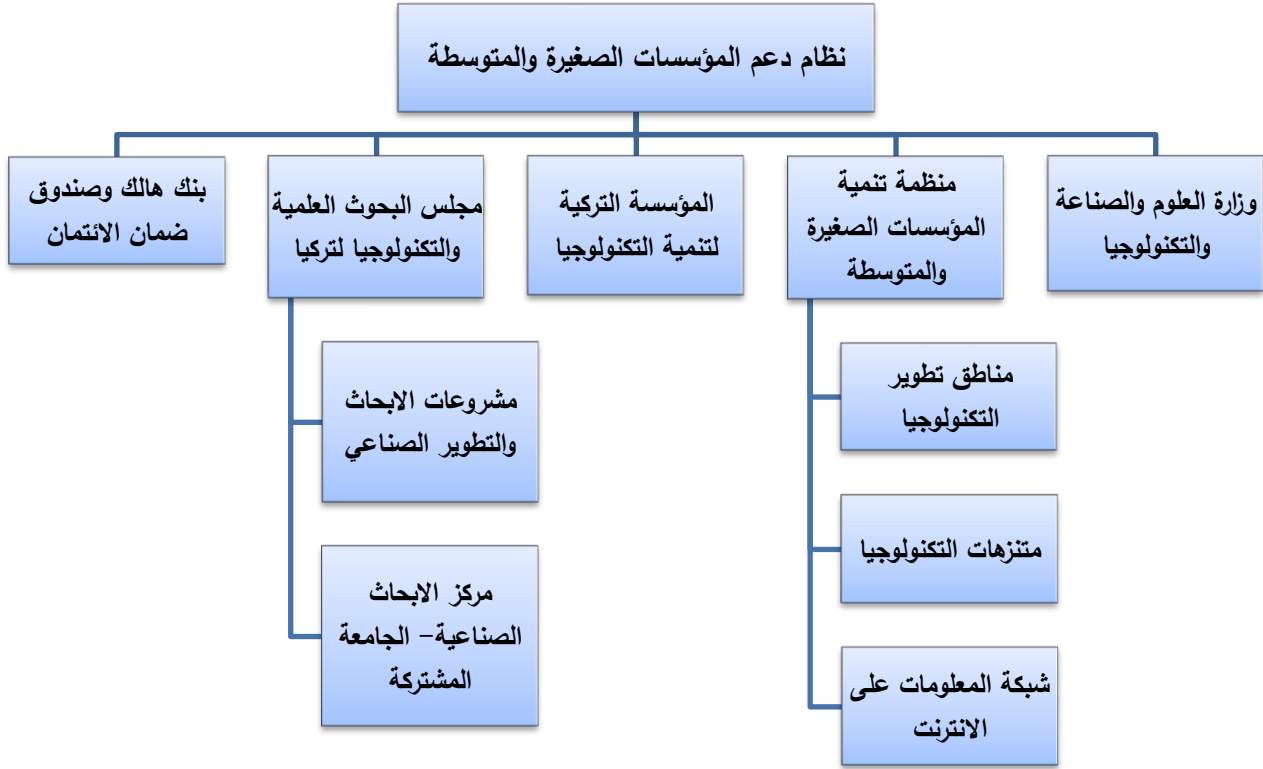 نظام دعم المؤسسات الصغيرة والمتوسطة
وزارة العلوم والصناعة
والتكنولوجيا
منظمة تنمية
المؤسسات الصغيرة
والمتوسطة
المؤسسة التركية
لتنمية التكنولوجيا
مجلس البحوث العلمية
والتكنولوجيا لتركيا
بنك هالك وصندوق
ضمان الائتمان
مناطق تطوير
التكنولوجيا
متنزهات التكنولوجيا
شبكة المعلومات على
الانترنت
مشروعات الابحاث
والتطوير الصناعي
مركز الابحاث
الصناعية– الجامعة
المشتركة